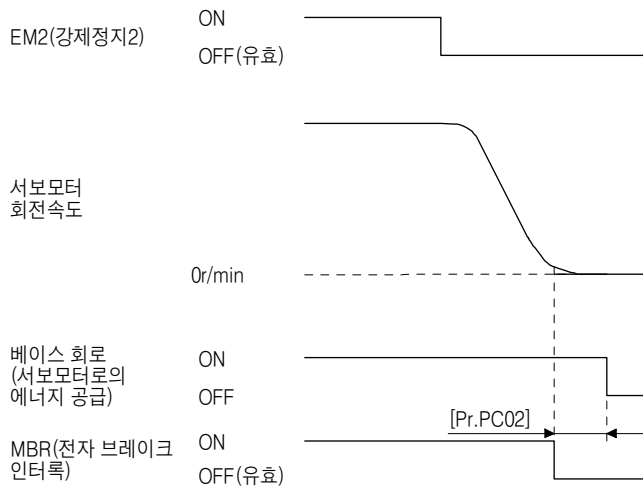 EM2(강제정지2)
ON
OFF(유효)
서보모터
회전속도
0r/min
베이스 회로
(서보모터로의
에너지 공급)
ON
OFF
[Pr.PC02]
MBR(전자 브레이크
인터록)
ON
OFF(유효)